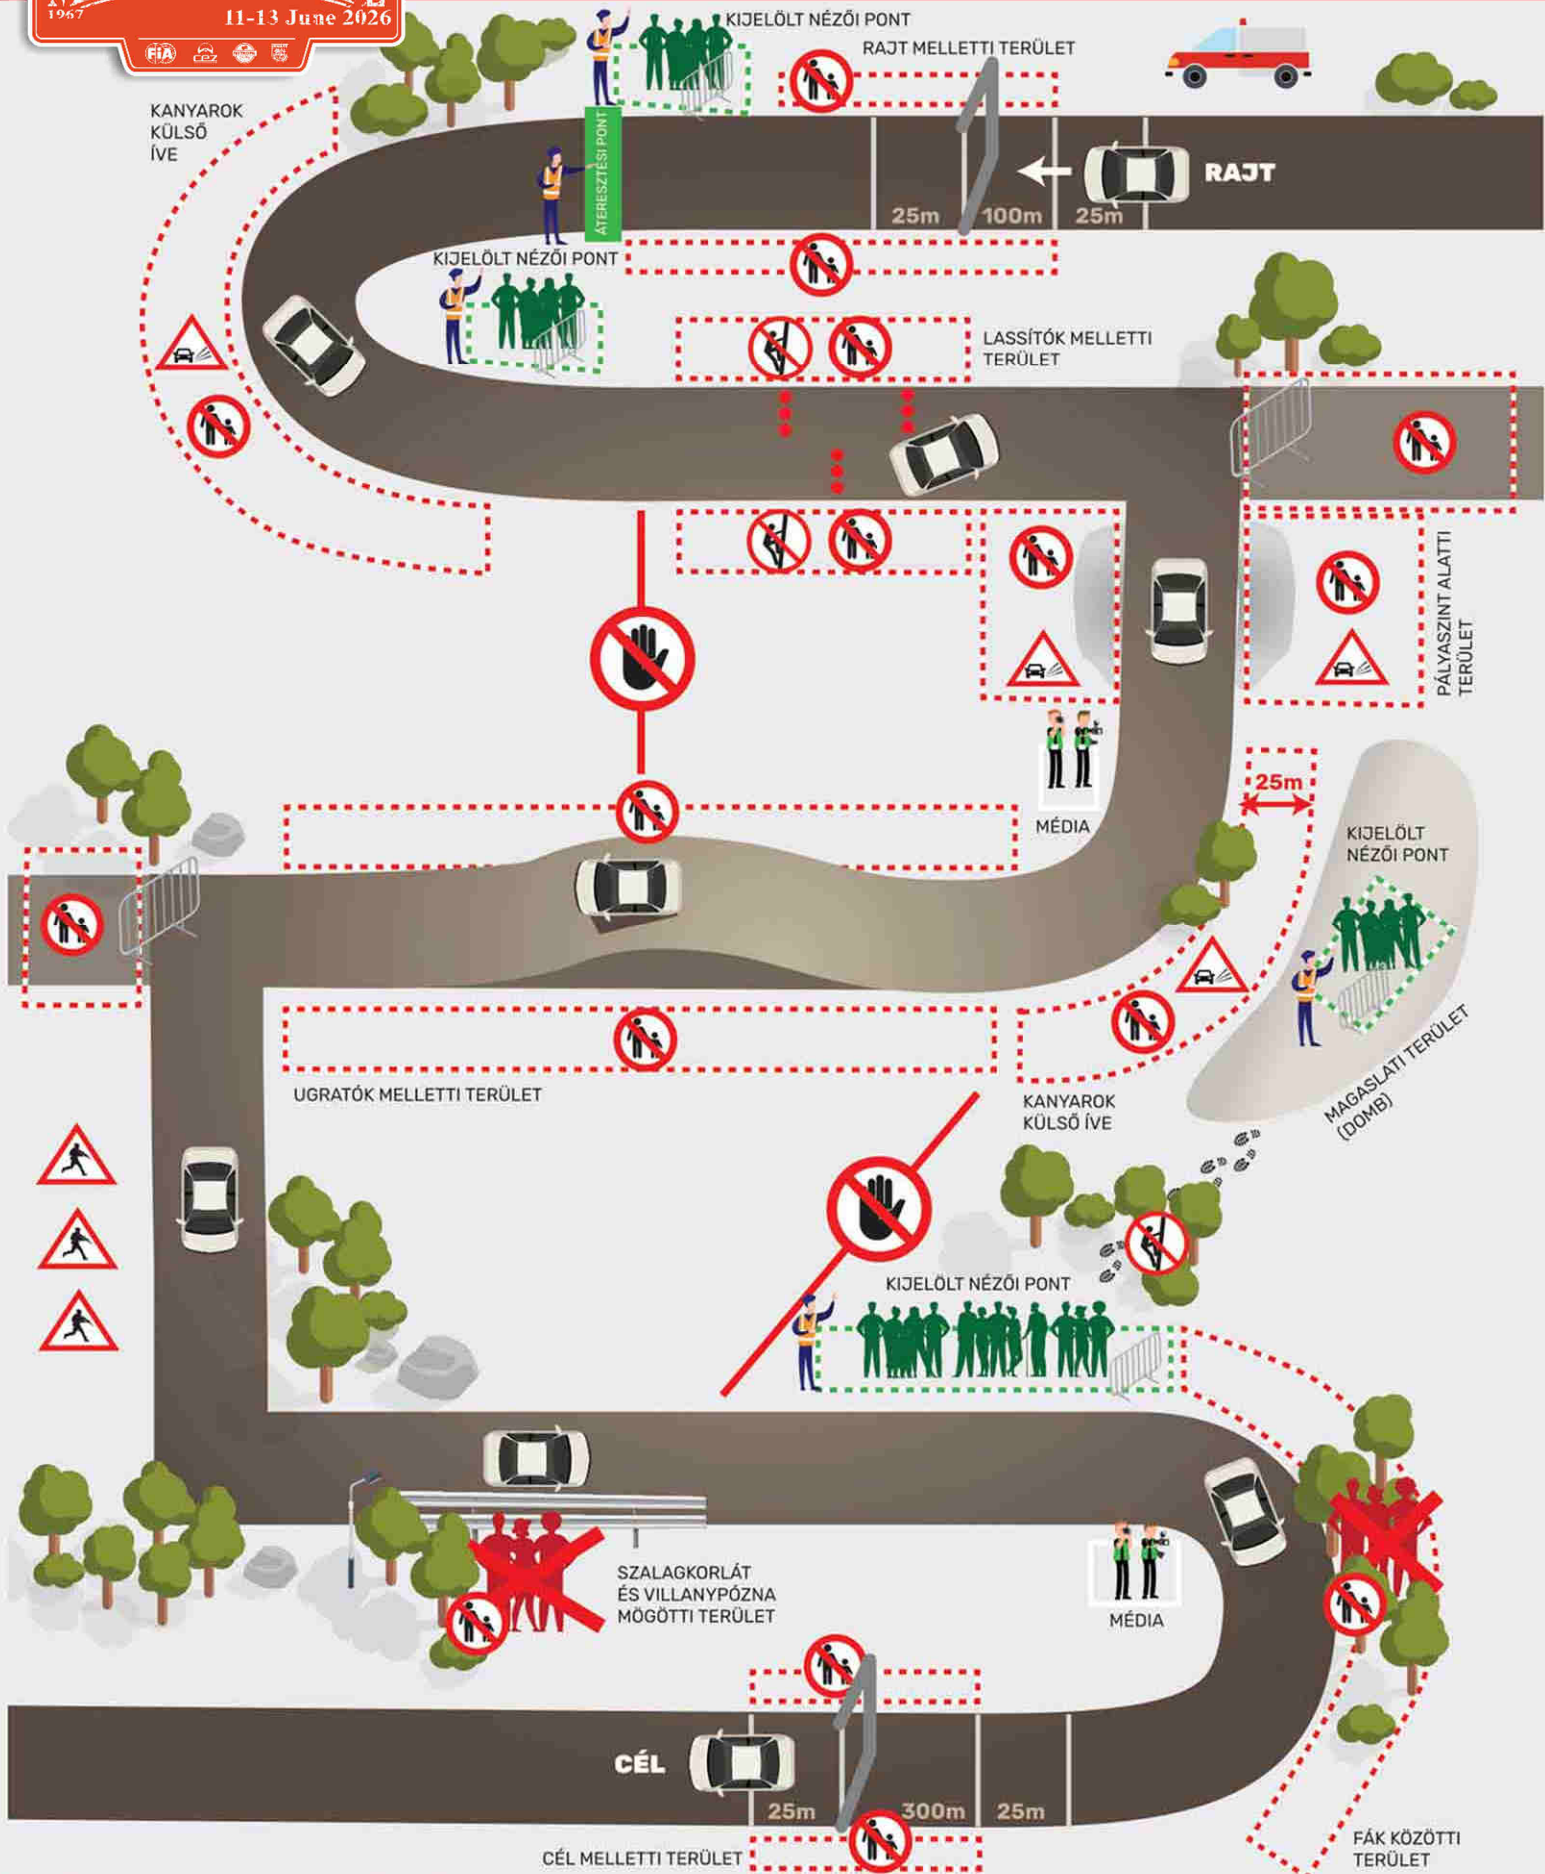 1967
11-13 June 2026
FiA
KIJELÖLT NÉZŐI PONT
RAJT MELLETTI TERÜLET
KANYAROK
KÜLSŐ
ÍVE
ÁTERESZTÉSI PONT
RAJT
25m
100m
25m
KIJELÖLT NÉZŐI PONT
LASSÍTÓK MELLETTI
TERÜLET
PÁLYASZINT ALATTI
TERÜLET
25m
MÉDIA
KIJELÖLT
NÉZŐI PONT
UGRATÓK MELLETTI TERÜLET
KANYAROK
KÜLSŐ ÍVE
MAGASLATI TERÜLET
(DOMB)
KIJELÖLT NÉZŐI PONT
SZALAGKORLÁT
ÉS VILLANYPÓZNA
MÖGÖTTI TERÜLET
MÉDIA
CÉL
25m
300m
25m
CÉL MELLETTI TERÜLET
FÁK KÖZÖTTI
TERÜLET